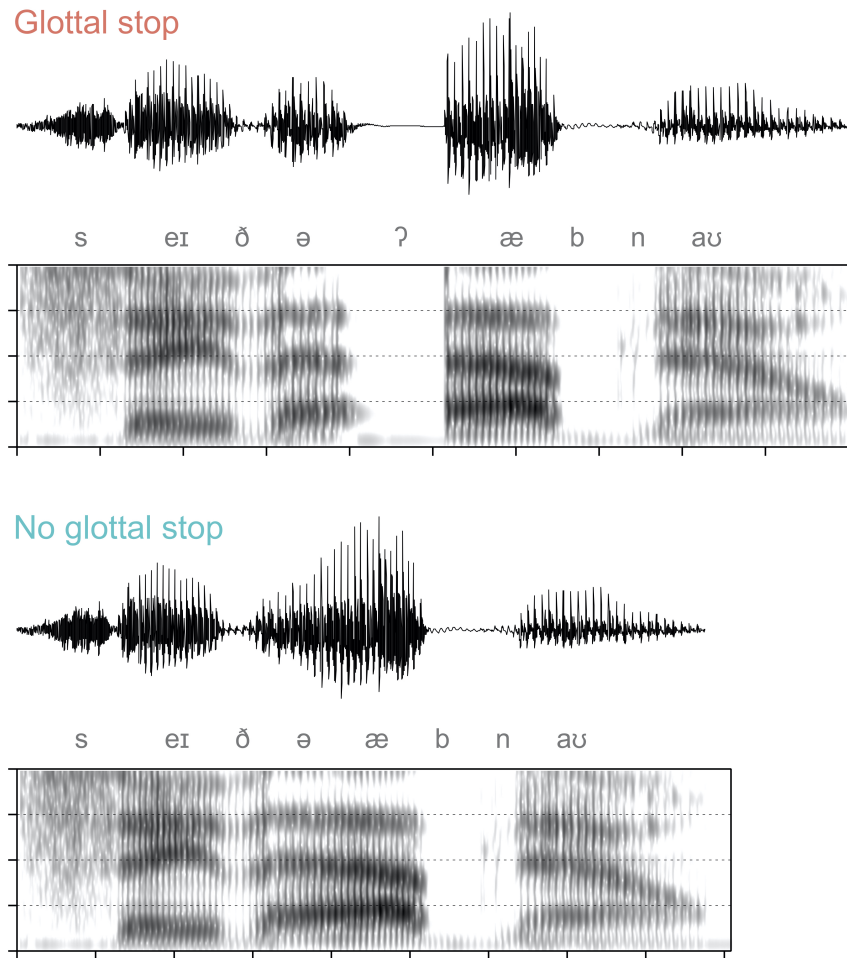 Glottal stop
s eɪ ð ə ʔ æ b n aʊ
No glottal stop
s eɪ ð ə æ b n aʊ